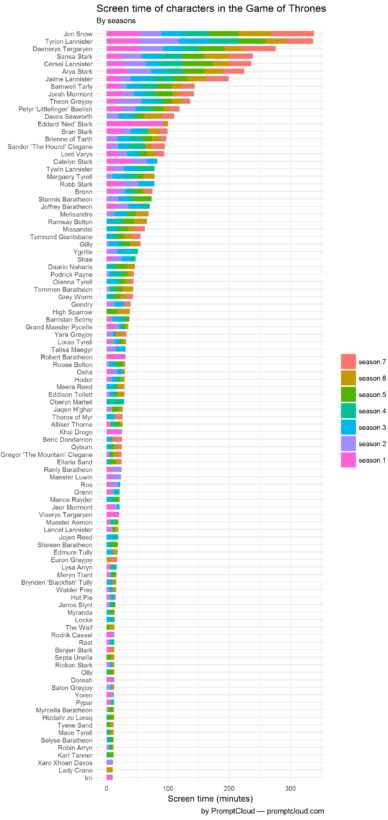 Screen time of characters in the Game of Thrones
By seasons
Jon Snow
Tyrion Lannister
Daenerys Targaryen
Sansa Stark
Cersei Lannister
Arya Stark
Jaime Lannister
Samwell Tarly
Jorah Mormont
Theon Greyjoy
Petyr 'Littlefinger' Baelish
Davos Seaworth
Eddard 'Ned' Stark
Bran Stark
Brienne of Tarth
Sandor 'The Hound' Clegane
Lord Varys
Catelyn Stark
Tywin Lannister
Margaery Tyrell
Robb Stark
Bronn
Stannis Baratheon
Joffrey Baratheon
Melisandre
Ramsay Bolton
Missandei
Tormund Giantsbane
Gilly
Ygritte
Shae
Daario Naharis
Podrick Payne
Olenna Tyrell
Tommen Baratheon
Grey Worm
Gendry
High Sparrow
Barristan Selmy
Grand Maester Pycelle
Yara Greyjoy
Loras Tyrell
Talisa Maegyr
Robert Baratheon
Roose Bolton
Osha
Hodor
Meera Reed
Eddison Tollett
Oberyn Martell
Jaqen H'ghar
Thoros of Myr
Alliser Thorne
Khal Drogo
Beric Dondarrion
Qyburn
Gregor 'The Mountain' Clegane
Ellaria Sand
Renly Baratheon
Maester Luwin
Ros
Grenn
Mance Rayder
Jeor Mormont
Viserys Targaryen
Maester Aemon
Lancel Lannister
Jojen Reed
Shireen Baratheon
Edmure Tully
Euron Greyjoy
Lysa Arryn
Meryn Trant
Brynden 'Blackfish' Tully
Walder Frey
Hot Pie
Janos Slynt
Myranda
Locke
The Waif
Rodrik Cassel
Rast
Benjen Stark
Septa Unella
Rickon Stark
Olly
Doreah
Balon Greyjoy
Yoren
Pypar
Myrcella Baratheon
Hizdahr zo Loraq
Tyene Sand
Mace Tyrell
Selyse Baratheon
Robin Arryn
Karl Tanner
Xaro Xhoan Daxos
Lady Crane
Irri
0 100 200 300
Screen time (minutes)
by PromptCloud — promptcloud.com
season.7
season.6
season.5
season.4
season.3
season.2
season.1